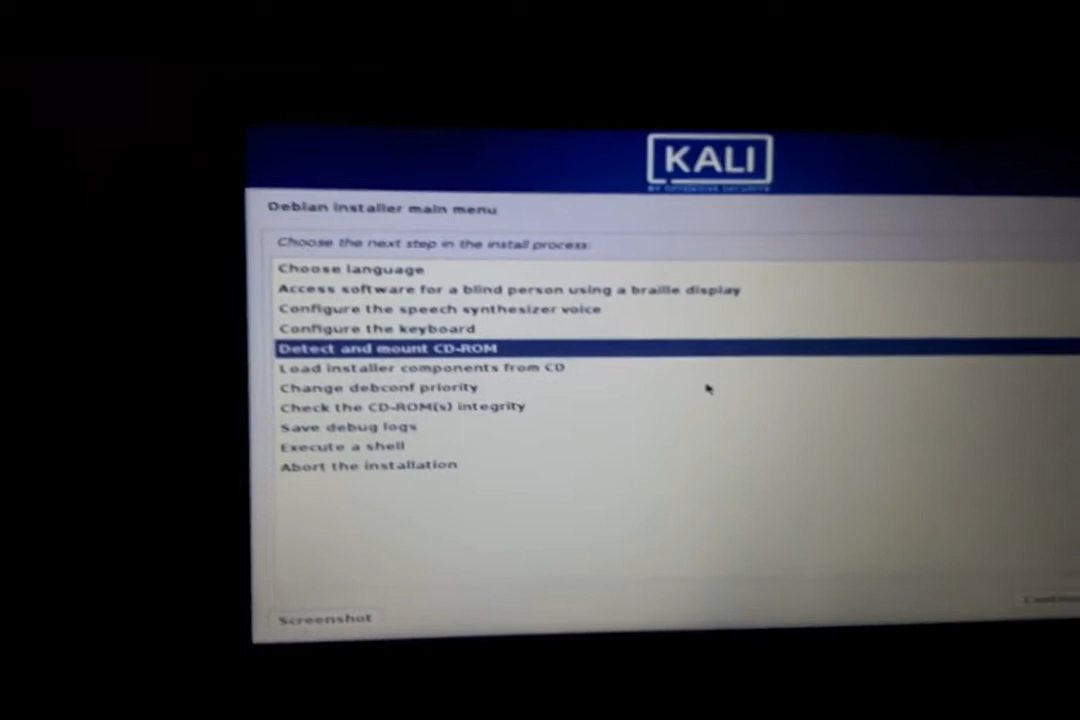 KALI
BY OFFENSIVE SECURITY
Debian installer main menu
Choose the next step in the install process:
Choose language
Access software for a blind person using a braille display
Configure the speech synthesizer voice
Configure the keyboard
Detect and mount CD-ROM
Load installer components from CD
Change debconf priority
Check the CD-ROM(s) integrity
Save debug logs
Execute a shell
Abort the installation
Screenshot